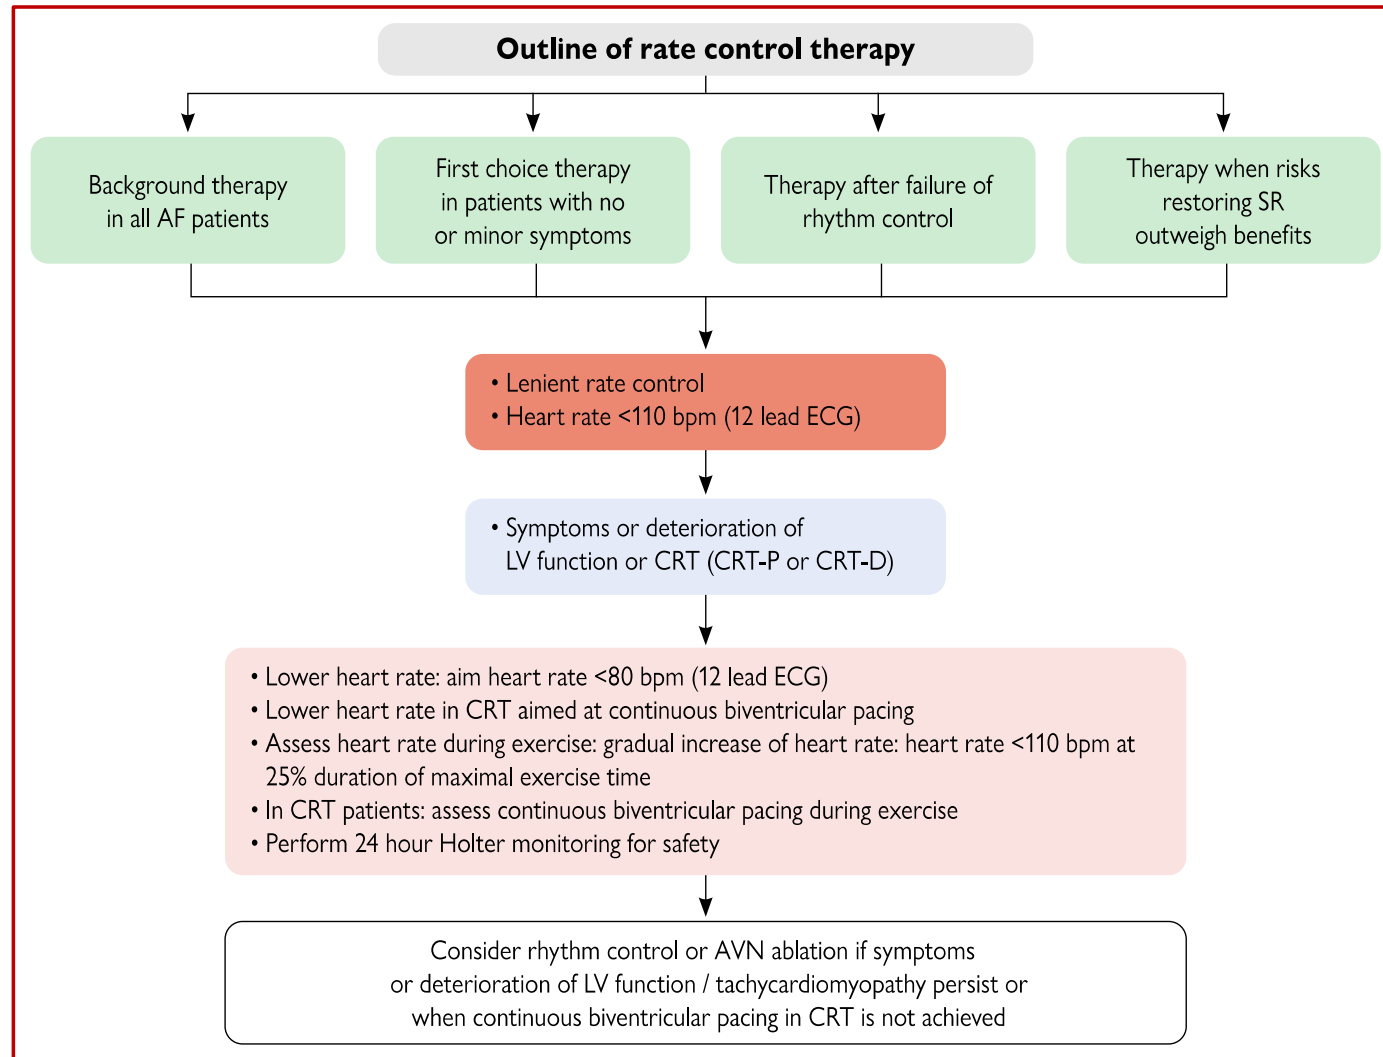 Outline of rate control therapy
Background therapy
in all AF patients
First choice therapy
in patients with no
or minor symptoms
Therapy after failure of
rhythm control
Therapy when risks
restoring SR
outweigh benefits
• Lenient rate control
• Heart rate <110 bpm (12 lead ECG)
• Symptoms or deterioration of
LV function or CRT (CRT-P or CRT-D)
• Lower heart rate: aim heart rate <80 bpm (12 lead ECG)
• Lower heart rate in CRT aimed at continuous biventricular pacing
• Assess heart rate during exercise: gradual increase of heart rate: heart rate <110 bpm at
25% duration of maximal exercise time
• In CRT patients: assess continuous biventricular pacing during exercise
• Perform 24 hour Holter monitoring for safety
Consider rhythm control or AVN ablation if symptoms
or deterioration of LV function / tachycardiomyopathy persist or
when continuous biventricular pacing in CRT is not achieved